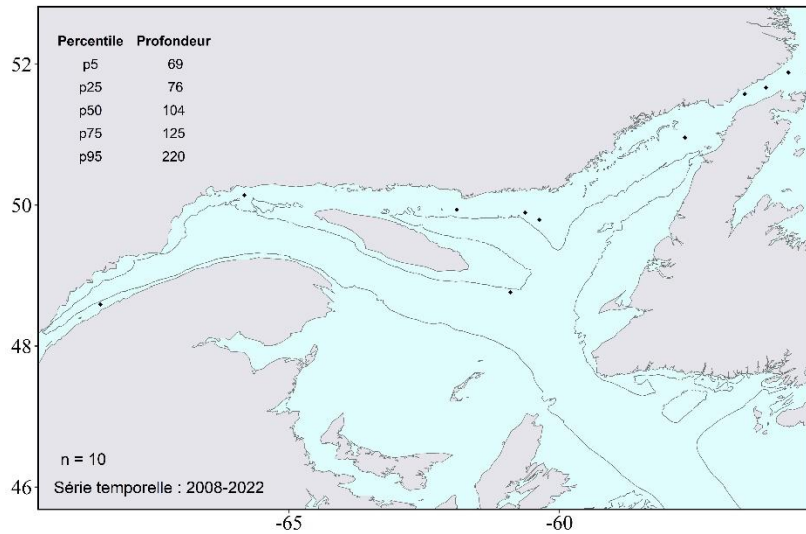 Percentile Profondeur
p5 69
p25 76
p50 104
p75 125
p95 220
52
50
48
46
n = 10
Série temporelle : 2008-2022
-65 -60